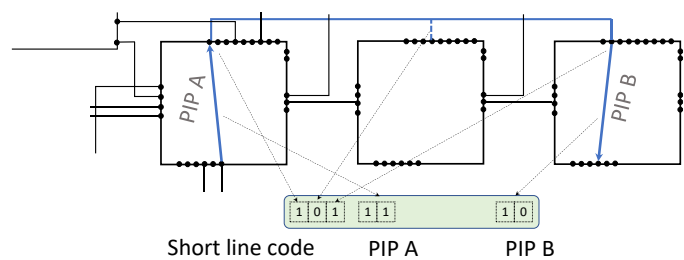 PIP A
PIP B
1 0 1 1 1 1 0
Short line code PIP A PIP B